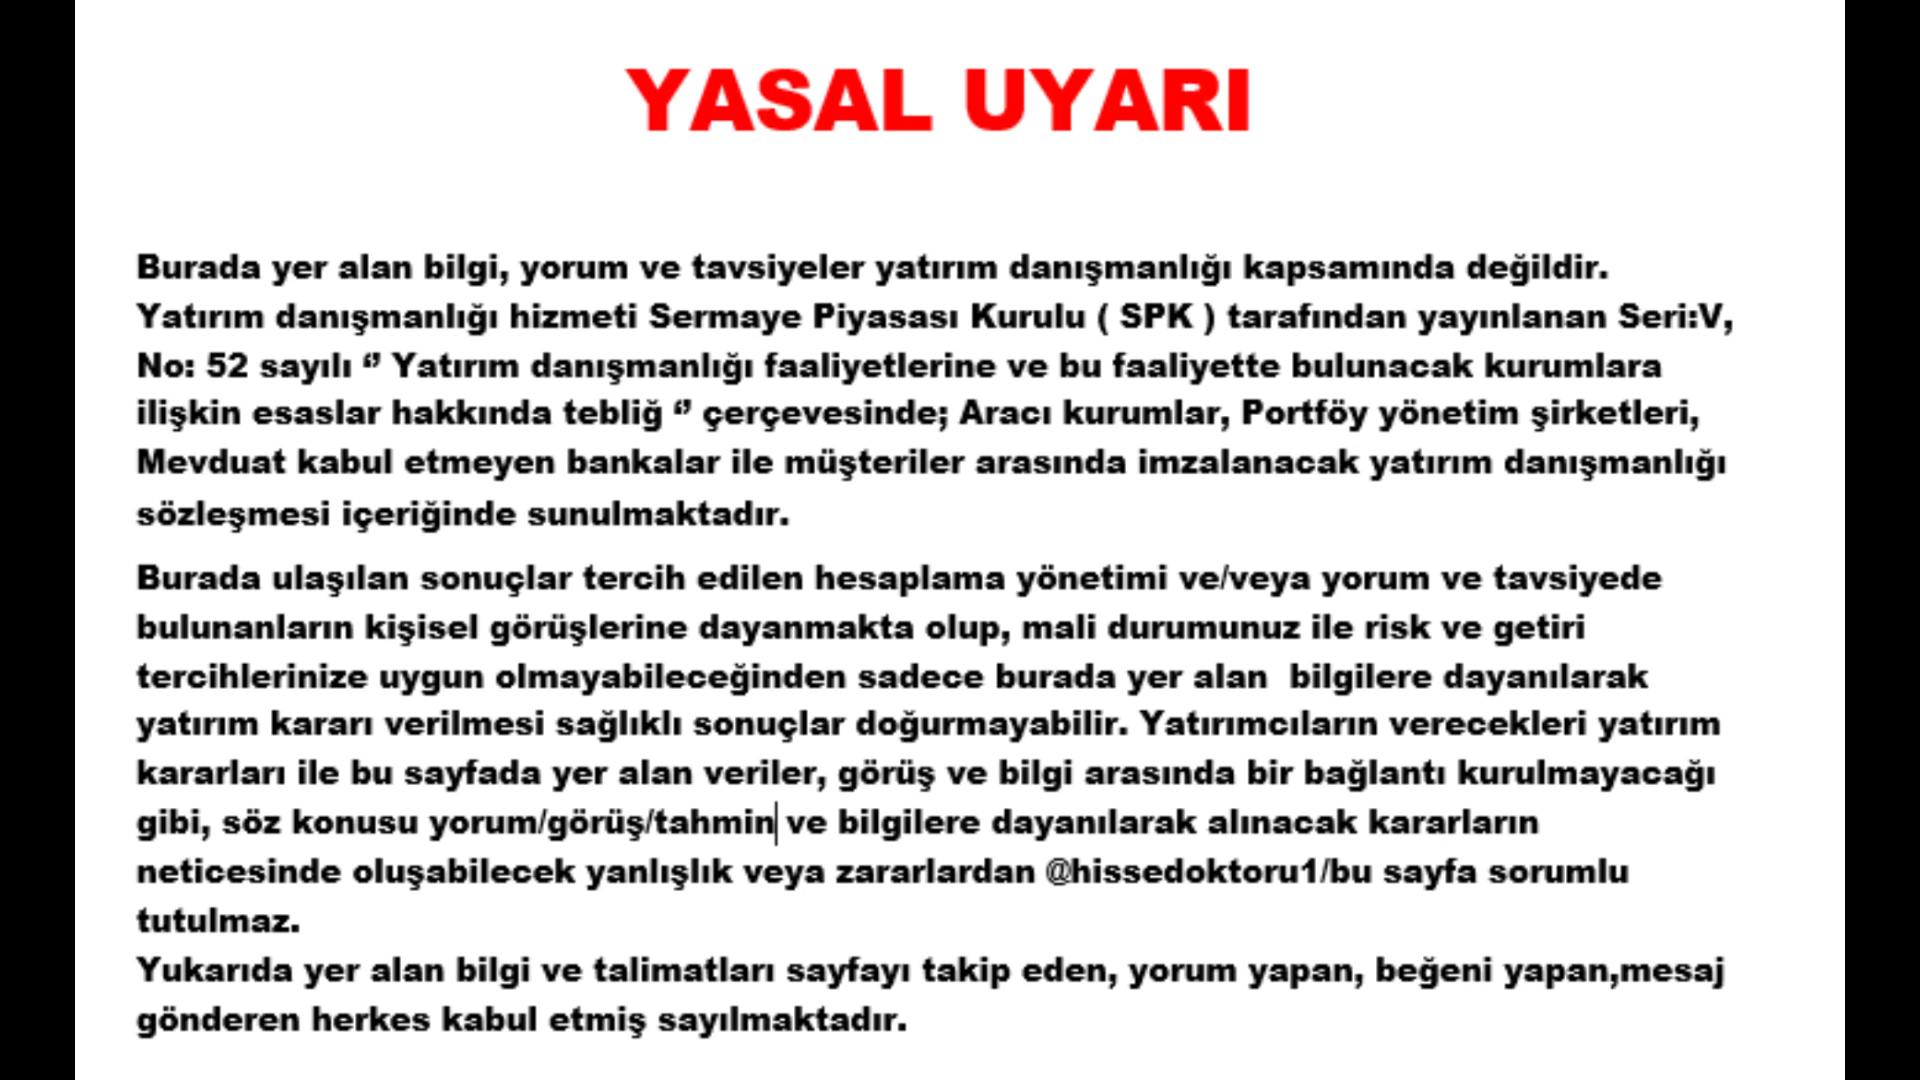 YASAL UYARI
Burada yer alan bilgi, yorum ve tavsiyeler yatırım danışmanlığı kapsamında değildir.
Yatırım danışmanlığı hizmeti Sermaye Piyasası Kurulu ( SPK ) tarafından yayınlanan Seri:V,
No: 52 sayılı “ Yatırım danışmanlığı faaliyetlerine ve bu faaliyette bulunacak kurumlara
ilişkin esaslar hakkında tebliğ “ çerçevesinde; Aracı kurumlar, Portföy yönetim şirketleri,
Mevduat kabul etmeyen bankalar ile müşteriler arasında imzalanacak yatırım danışmanlığı
sözleşmesi içeriğinde sunulmaktadır.
Burada ulaşılan sonuçlar tercih edilen hesaplama yönetimi ve/veya yorum ve tavsiyede
bulunanların kişisel görüşlerine dayanmakta olup, mali durumunuz ile risk ve getiri
tercihlerinize uygun olmayabileceğinden sadece burada yer alan  bilgilere dayanılarak
yatırım kararı verilmesi sağlıklı sonuçlar doğurmayabilir. Yatırımcıların verecekleri yatırım
kararları ile bu sayfada yer alan veriler, görüş ve bilgi arasında bir bağlantı kurulmayacağı
gibi, söz konusu yorum/görüş/tahmin ve bilgilere dayanılarak alınacak kararların
neticesinde oluşabilecek yanlışlık veya zararlardan @hissedoktoru1/bu sayfa sorumlu
tutulmaz.
Yukarıda yer alan bilgi ve talimatları sayfayı takip eden, yorum yapan, beğeni yapan,mesaj
gönderen herkes kabul etmiş sayılmaktadır.